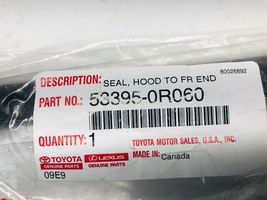 80026892
DESCRIPTION: SEAL, HOOD TO FR END
PART NO.: 53395-0R060
QUANTITY: 1
TOYOTA MOTOR SALES, U.S.A., INC.
TOYOTA LEXUS
GENUINE PARTS GENUINE PARTS
MADE IN: Canada
09E9